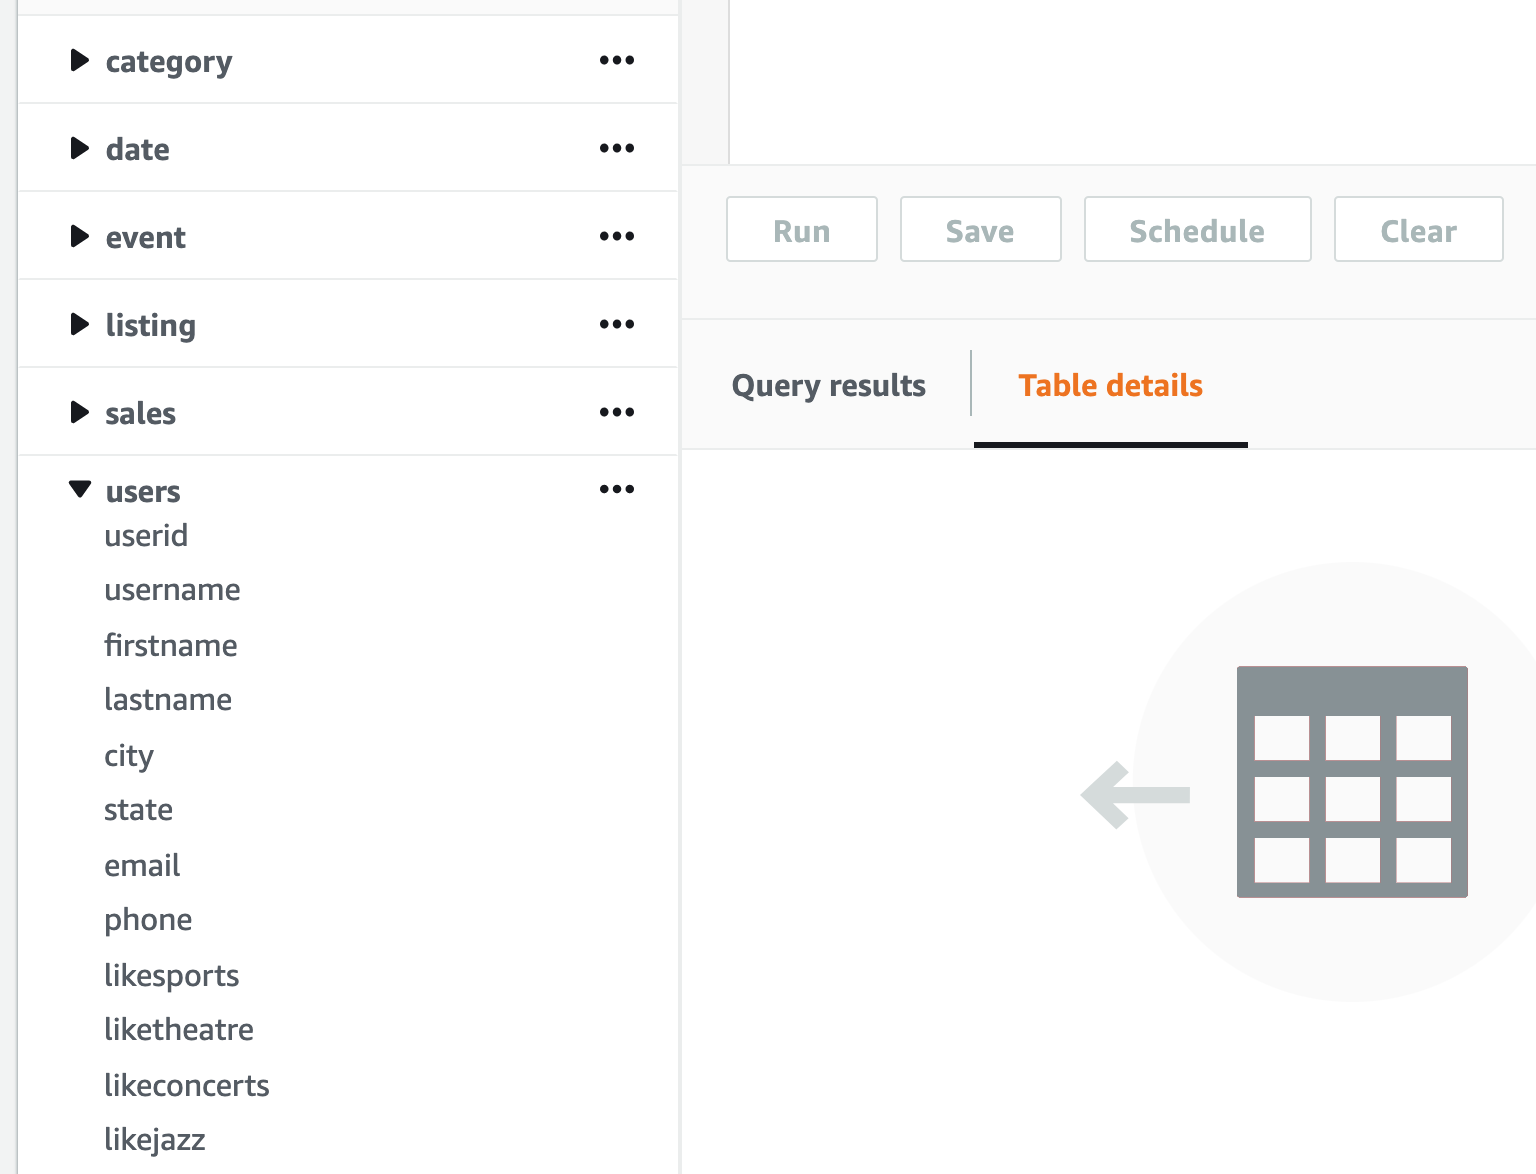 category
date
event
listing
sales
users
userid
username
firstname
lastname
city
state
email
phone
likesports
liketheatre
likeconcerts
likejazz
Run Save Schedule Clear
Query results Table details